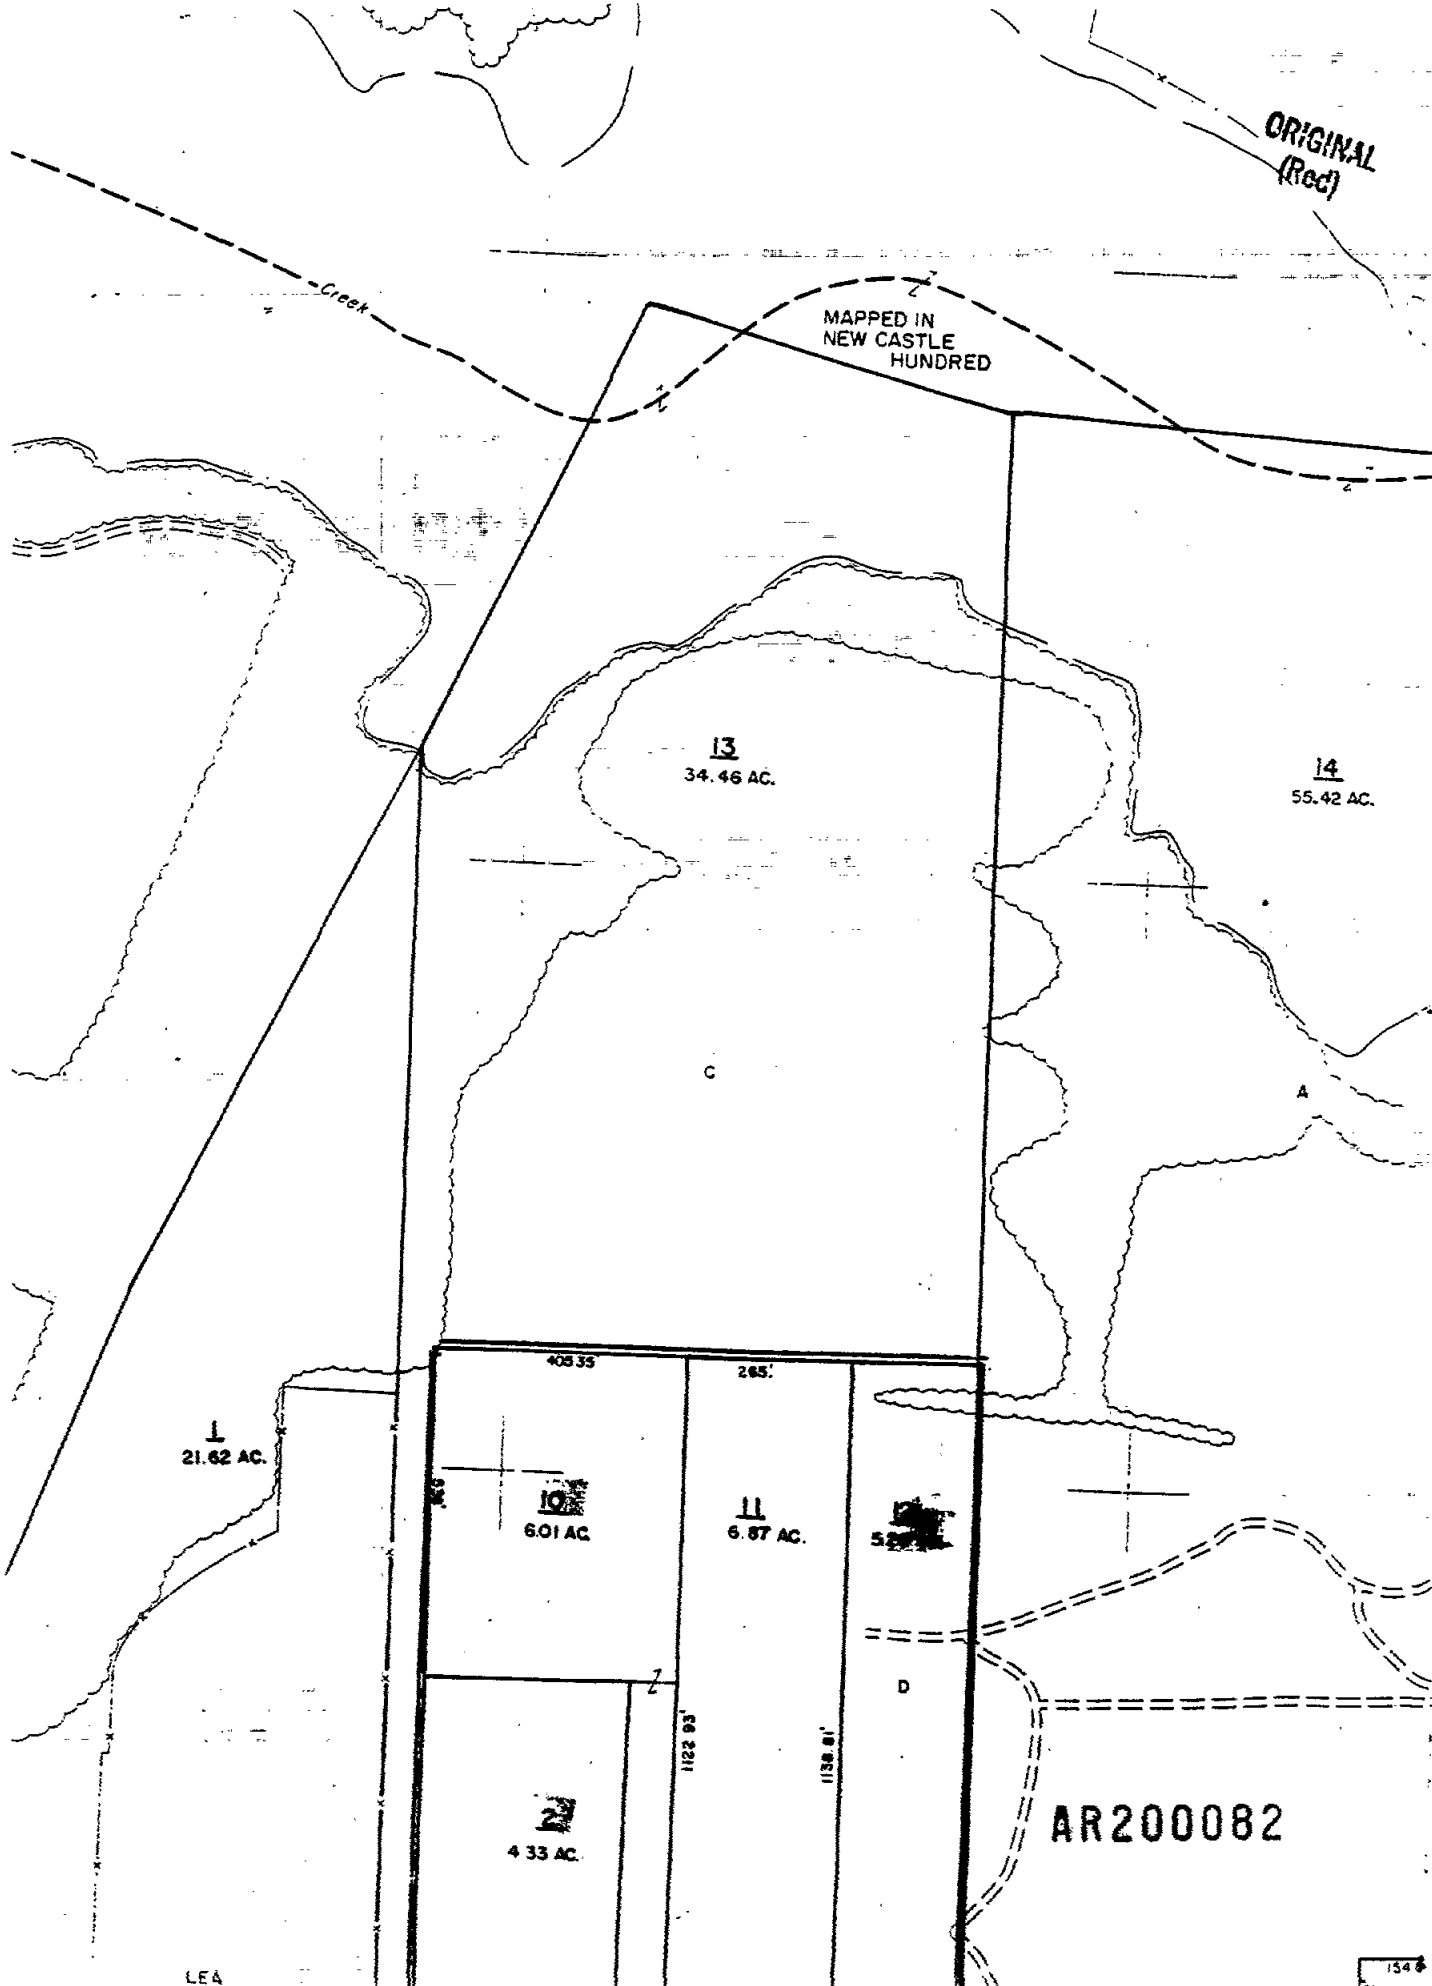 ORIGINAL
(Red)
Creek
MAPPED IN
NEW CASTLE
HUNDRED
13
34.46 AC.
14
55.42 AC.
C
A
405.35
265.'
1
21.62 AC.
10
6.01 AC.
11
6.87 AC.
D
1122.93'
1138.81'
2
4.33 AC.
AR200082
LEA